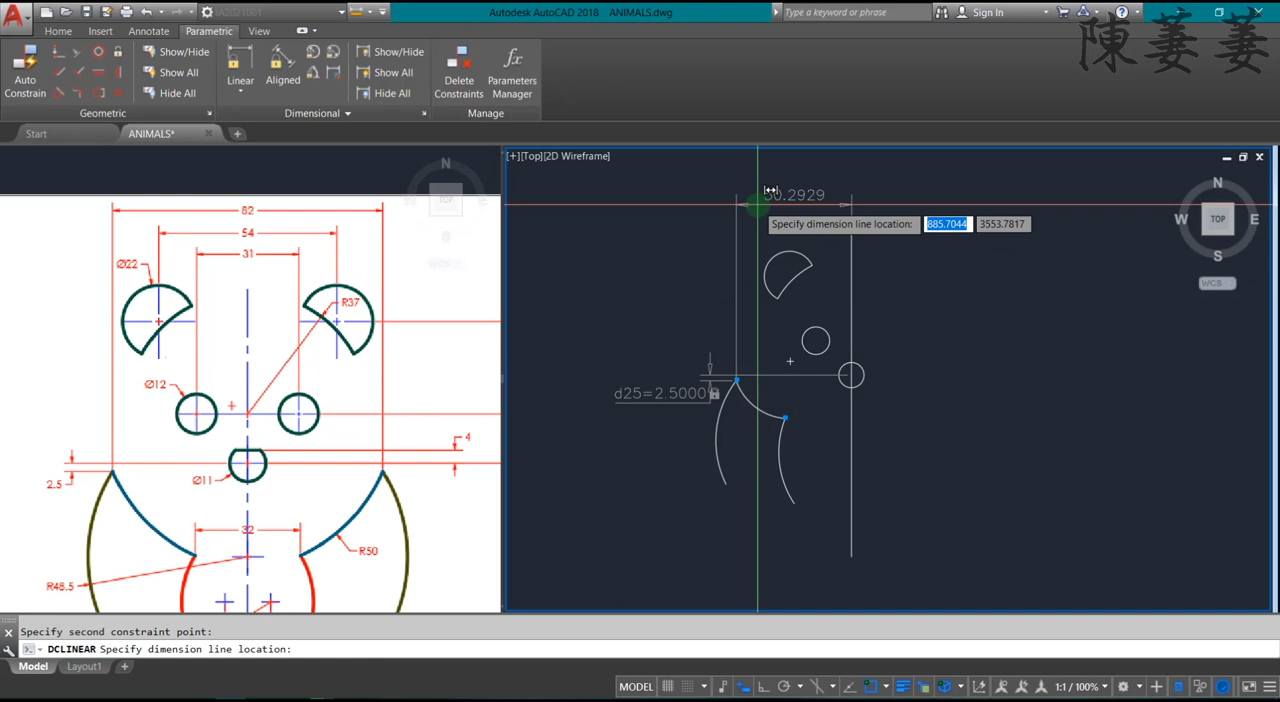 IA2021001
Autodesk AutoCAD 2018 ANIMALS.dwg
Type a keyword or phrase
Sign In
陳姜姜
Home
Insert
Annotate
Parametric
View
Auto
Constrain
Show/Hide
Show All
Hide All
Geometric
Linear
Aligned
Show/Hide
Show All
Hide All
Dimensional
Delete
Constraints
Parameters
Manager
Manage
Start
ANIMALS*
N
TOP
82
54
31
Ø22
R37
Ø12
4
Ø11
2.5
32
R50
R48.5
[+][Top][2D Wireframe]
50.2929
Specify dimension line location: 885.7044 3553.7817
d25=2.5000
N
W TOP E
S
WCS
Specify second constraint point:
DCLINEAR Specify dimension line location:
Model
Layout1
MODEL
1:1 / 100%